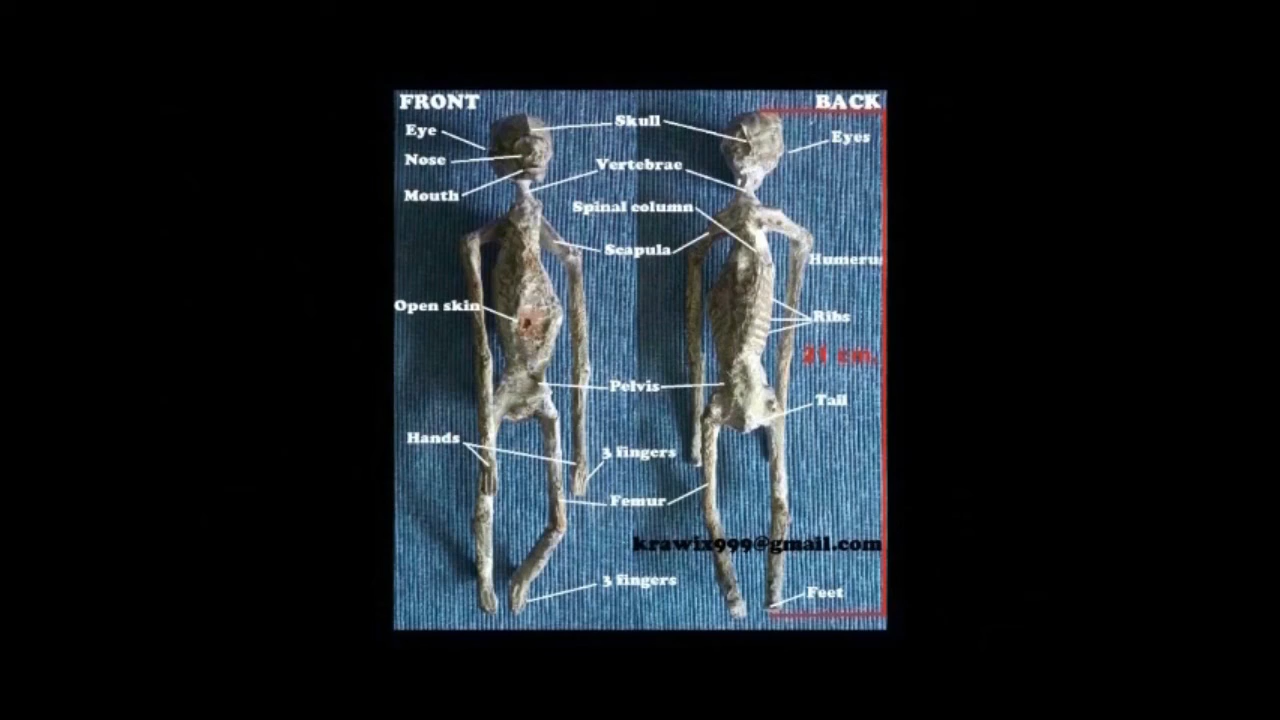 FRONT
BACK
Eye
Skull
Eyes
Nose
Vertebrae
Mouth
Spinal column
Scapula
Humerus
Open skin
Ribs
21 cm.
Pelvis
Tail
Hands
3 fingers
Femur
krawix999@gmail.com
3 fingers
Feet